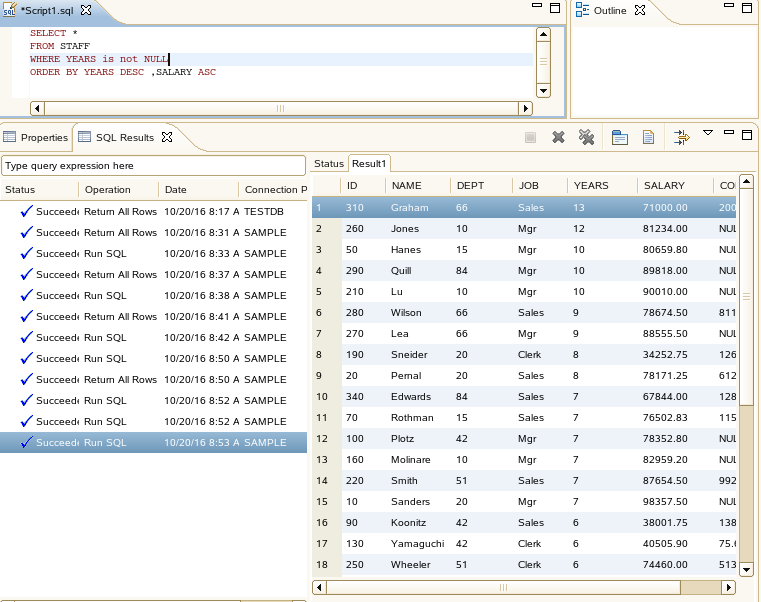 *Script1.sql
Outline
SELECT *
FROM STAFF
WHERE YEARS is not NULL
ORDER BY YEARS DESC ,SALARY ASC
Properties SQL Results
Type query expression here
Status Operation Date Connection P
Succeede Return All Rows 10/20/16 8:17 A TESTDB
Succeede Return All Rows 10/20/16 8:31 A SAMPLE
Succeede Run SQL 10/20/16 8:33 A SAMPLE
Succeede Return All Rows 10/20/16 8:37 A SAMPLE
Succeede Run SQL 10/20/16 8:38 A SAMPLE
Succeede Return All Rows 10/20/16 8:41 A SAMPLE
Succeede Run SQL 10/20/16 8:42 A SAMPLE
Succeede Run SQL 10/20/16 8:50 A SAMPLE
Succeede Return All Rows 10/20/16 8:50 A SAMPLE
Succeede Run SQL 10/20/16 8:52 A SAMPLE
Succeede Run SQL 10/20/16 8:52 A SAMPLE
Succeede Run SQL 10/20/16 8:53 A SAMPLE
Status Result1
ID NAME DEPT JOB YEARS SALARY CO
1 310 Graham 66 Sales 13 71000.00 200
2 260 Jones 10 Mgr 12 81234.00 NUL
3 50 Hanes 15 Mgr 10 80659.80 NUL
4 290 Quill 84 Mgr 10 89818.00 NUL
5 210 Lu 10 Mgr 10 90010.00 NUL
6 280 Wilson 66 Sales 9 78674.50 811
7 270 Lea 66 Mgr 9 88555.50 NUL
8 190 Sneider 20 Clerk 8 34252.75 126
9 20 Pernal 20 Sales 8 78171.25 612
10 340 Edwards 84 Sales 7 67844.00 128
11 70 Rothman 15 Sales 7 76502.83 115
12 100 Plotz 42 Mgr 7 78352.80 NUL
13 160 Molinare 10 Mgr 7 82959.20 NUL
14 220 Smith 51 Sales 7 87654.50 992
15 10 Sanders 20 Mgr 7 98357.50 NUL
16 90 Koonitz 42 Sales 6 38001.75 138
17 130 Yamaguchi 42 Clerk 6 40505.90 75.
18 250 Wheeler 51 Clerk 6 74460.00 513